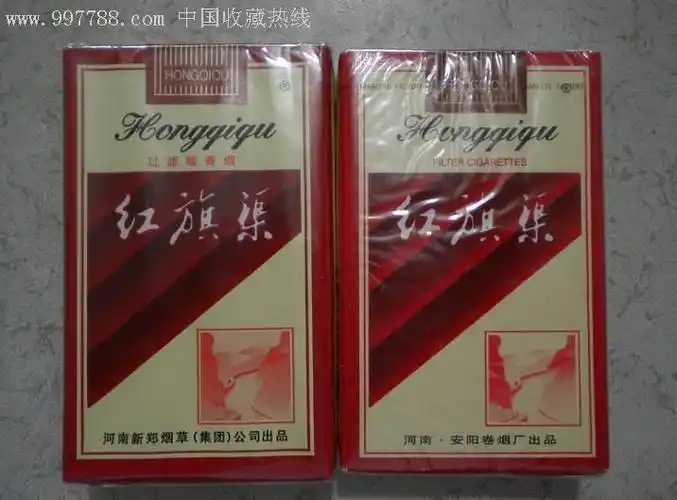 www.997788.com 中国收藏热线
HONGQIQU
®
Hongqiqu
过滤嘴香烟
红旗渠
河南新郑烟草(集团)公司出品
®
Hongqiqu
FILTER CIGARETTES
红旗渠
河南·安阳卷烟厂出品